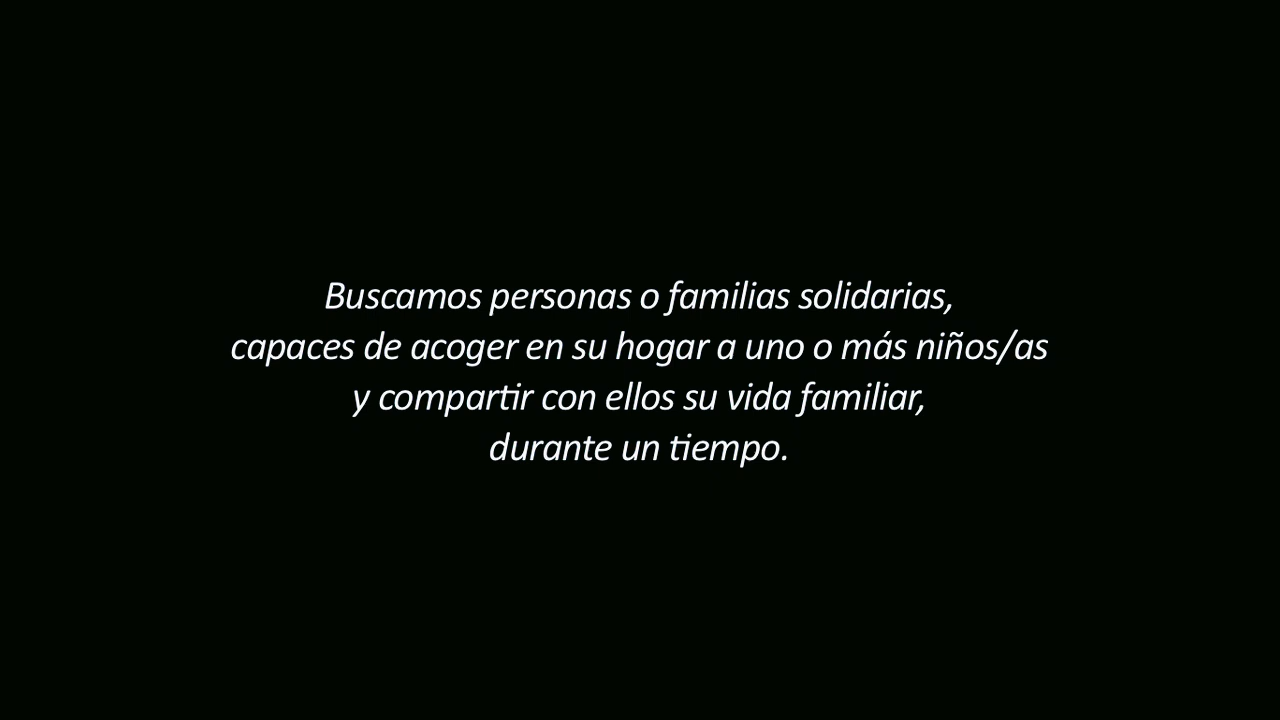 Buscamos personas o familias solidarias,
capaces de acoger en su hogar a uno o más niños/as
y compartir con ellos su vida familiar,
durante un tiempo.